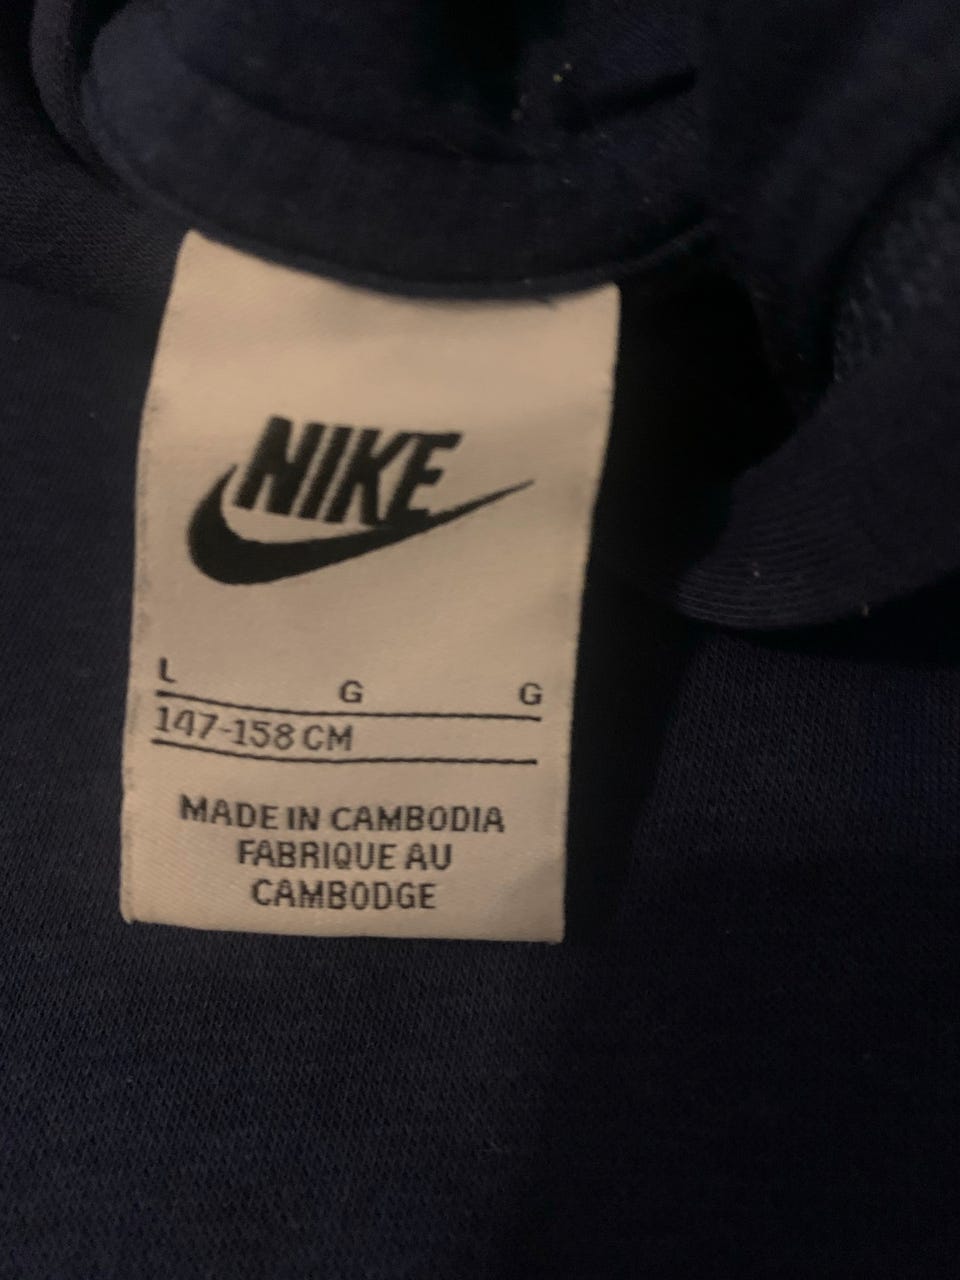 NIKE
L G G
147-158 CM
MADE IN CAMBODIA
FABRIQUE AU
CAMBODGE